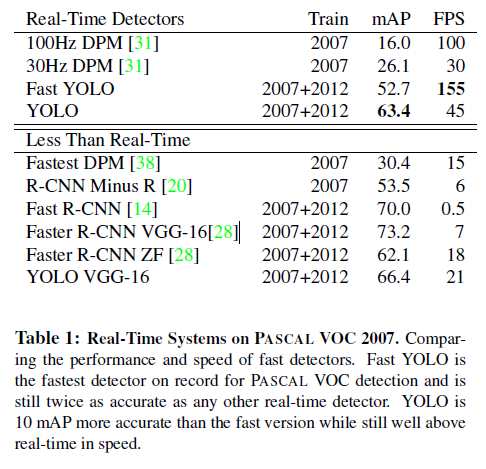 Real-Time Detectors Train mAP FPS
100Hz DPM [31] 2007 16.0 100
30Hz DPM [31] 2007 26.1 30
Fast YOLO 2007+2012 52.7 155
YOLO 2007+2012 63.4 45
Less Than Real-Time
Fastest DPM [38] 2007 30.4 15
R-CNN Minus R [20] 2007 53.5 6
Fast R-CNN [14] 2007+2012 70.0 0.5
Faster R-CNN VGG-16[28] 2007+2012 73.2 7
Faster R-CNN ZF [28] 2007+2012 62.1 18
YOLO VGG-16 2007+2012 66.4 21
Table 1: Real-Time Systems on PASCAL VOC 2007. Compar-
ing the performance and speed of fast detectors. Fast YOLO is
the fastest detector on record for PASCAL VOC detection and is
still twice as accurate as any other real-time detector. YOLO is
10 mAP more accurate than the fast version while still well above
real-time in speed.